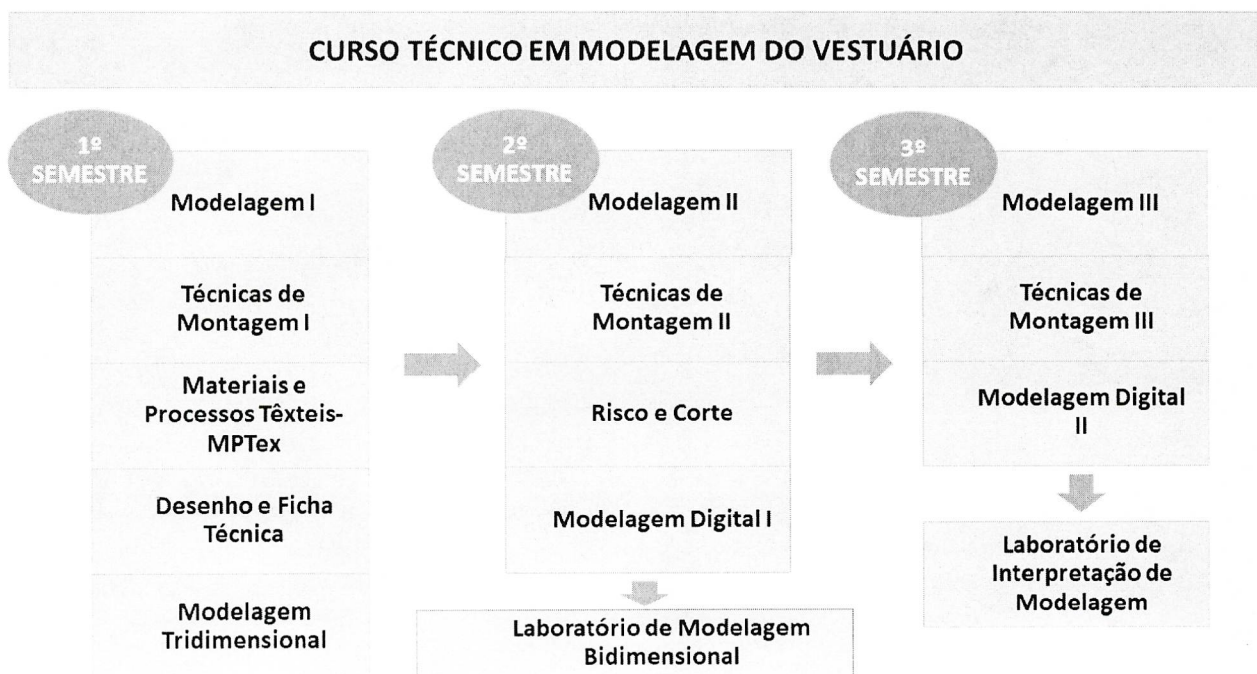 CURSO TÉCNICO EM MODELAGEM DO VESTUÁRIO
1º
SEMESTRE
Modelagem I
Técnicas de
Montagem I
Materiais e
Processos Têxteis-
MPTex
Desenho e Ficha
Técnica
Modelagem
Tridimensional
2º
SEMESTRE
Modelagem II
Técnicas de
Montagem II
Risco e Corte
Modelagem Digital I
Laboratório de Modelagem
Bidimensional
3º
SEMESTRE
Modelagem III
Técnicas de
Montagem III
Modelagem Digital
II
Laboratório de
Interpretação de
Modelagem